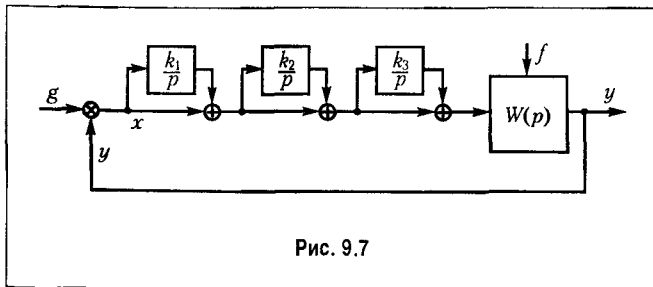 k₁/p
k₂/p
k₃/p
f
g
x
W(p)
y
y
Рис. 9.7